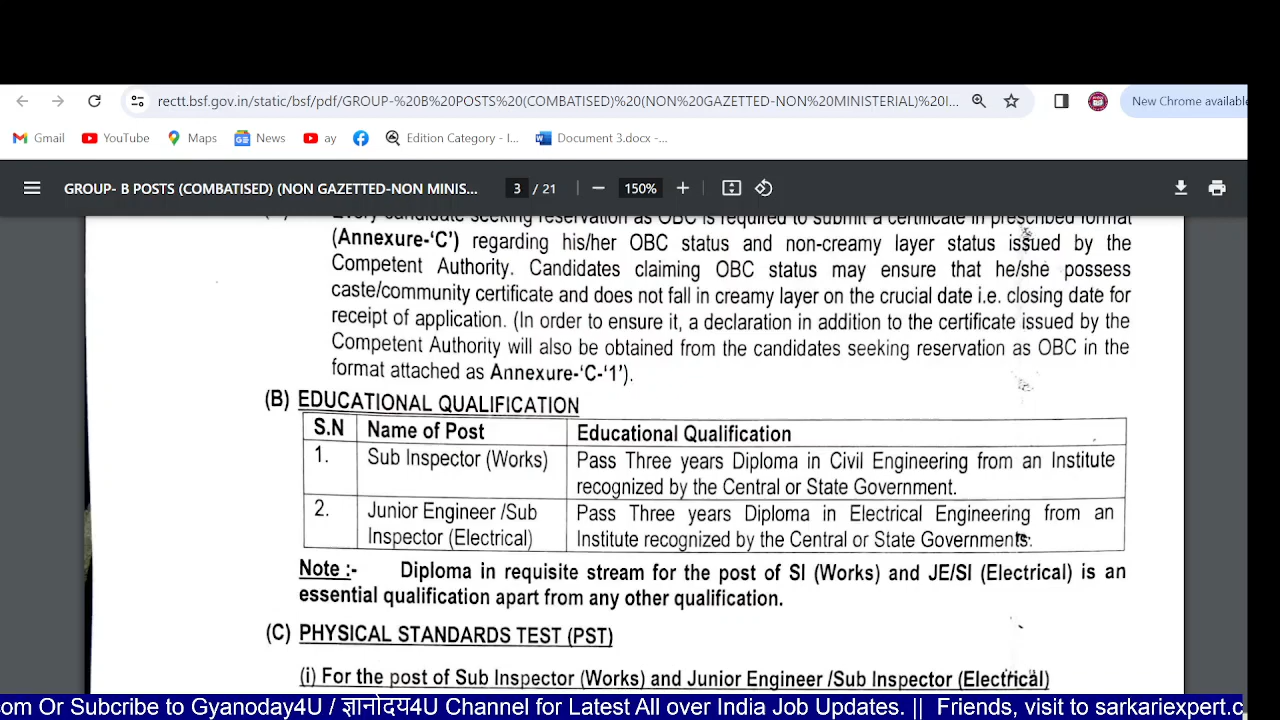 rectt.bsf.gov.in/static/bsf/pdf/GROUP-%20B%20POSTS%20(COMBATISED)%20(NON%20GAZETTED-NON%20MINISTERIAL)%20I...
New Chrome available
Gmail YouTube Maps News ay Edition Category - I... Document 3.docx -...
GROUP- B POSTS (COMBATISED) (NON GAZETTED-NON MINIS... 3 / 21 150%
Every candidate seeking reservation as OBC is required to submit a certificate in prescribed format
(Annexure-'C') regarding his/her OBC status and non-creamy layer status issued by the
Competent Authority. Candidates claiming OBC status may ensure that he/she possess
caste/community certificate and does not fall in creamy layer on the crucial date i.e. closing date for
receipt of application. (In order to ensure it, a declaration in addition to the certificate issued by the
Competent Authority will also be obtained from the candidates seeking reservation as OBC in the
format attached as Annexure-'C-'1').
(B) EDUCATIONAL QUALIFICATION
S.N Name of Post Educational Qualification
1. Sub Inspector (Works) Pass Three years Diploma in Civil Engineering from an Institute
recognized by the Central or State Government.
2. Junior Engineer /Sub Pass Three years Diploma in Electrical Engineering from an
Inspector (Electrical) Institute recognized by the Central or State Governments.
Note :- Diploma in requisite stream for the post of SI (Works) and JE/SI (Electrical) is an
essential qualification apart from any other qualification.
(C) PHYSICAL STANDARDS TEST (PST)
(i) For the post of Sub Inspector (Works) and Junior Engineer /Sub Inspector (Electrical)
om Or Subcribe to Gyanoday4U / ज्ञानोदय4U Channel for Latest All over India Job Updates. || Friends, visit to sarkariexpert.c